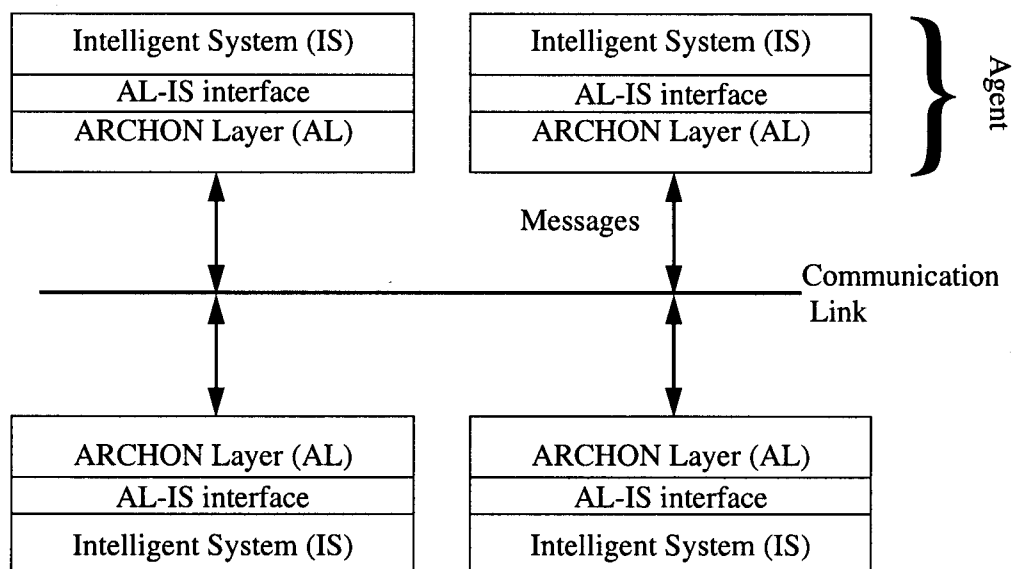 Intelligent System (IS)
AL-IS interface
ARCHON Layer (AL)
Intelligent System (IS)
AL-IS interface
ARCHON Layer (AL)
Agent
Messages
Communication
Link
ARCHON Layer (AL)
AL-IS interface
Intelligent System (IS)
ARCHON Layer (AL)
AL-IS interface
Intelligent System (IS)